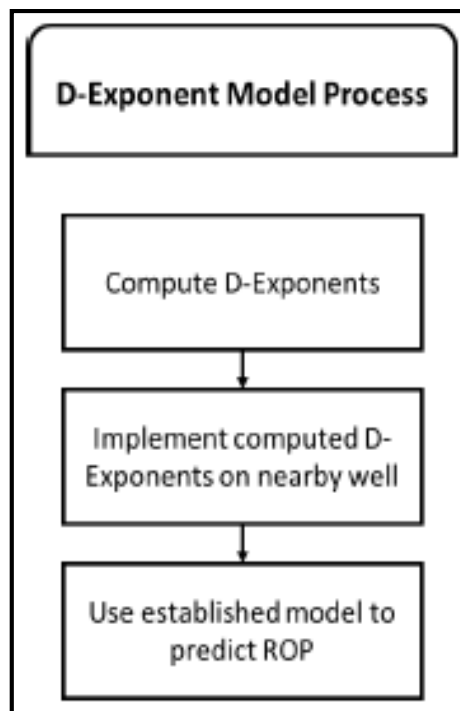 D-Exponent Model Process
Compute D-Exponents
Implement computed D-
Exponents on nearby well
Use established model to
predict ROP